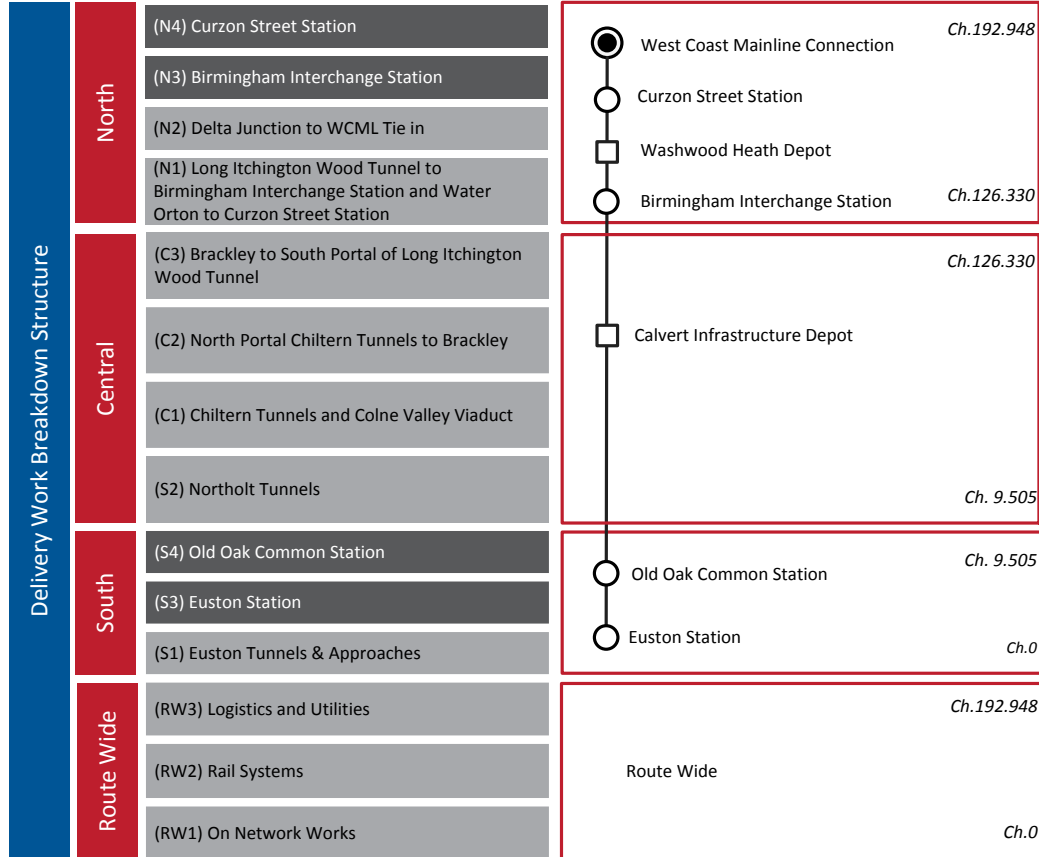 Delivery Work Breakdown Structure
North
(N4) Curzon Street Station
(N3) Birmingham Interchange Station
(N2) Delta Junction to WCML Tie in
(N1) Long Itchington Wood Tunnel to
Birmingham Interchange Station and Water
Orton to Curzon Street Station
Ch.192.948
West Coast Mainline Connection
Curzon Street Station
Washwood Heath Depot
Birmingham Interchange Station
Ch.126.330
Central
(C3) Brackley to South Portal of Long Itchington
Wood Tunnel
(C2) North Portal Chiltern Tunnels to Brackley
(C1) Chiltern Tunnels and Colne Valley Viaduct
(S2) Northolt Tunnels
Ch.126.330
Calvert Infrastructure Depot
Ch. 9.505
South
(S4) Old Oak Common Station
(S3) Euston Station
(S1) Euston Tunnels & Approaches
Ch. 9.505
Old Oak Common Station
Euston Station
Ch.0
Route Wide
(RW3) Logistics and Utilities
(RW2) Rail Systems
(RW1) On Network Works
Ch.192.948
Route Wide
Ch.0